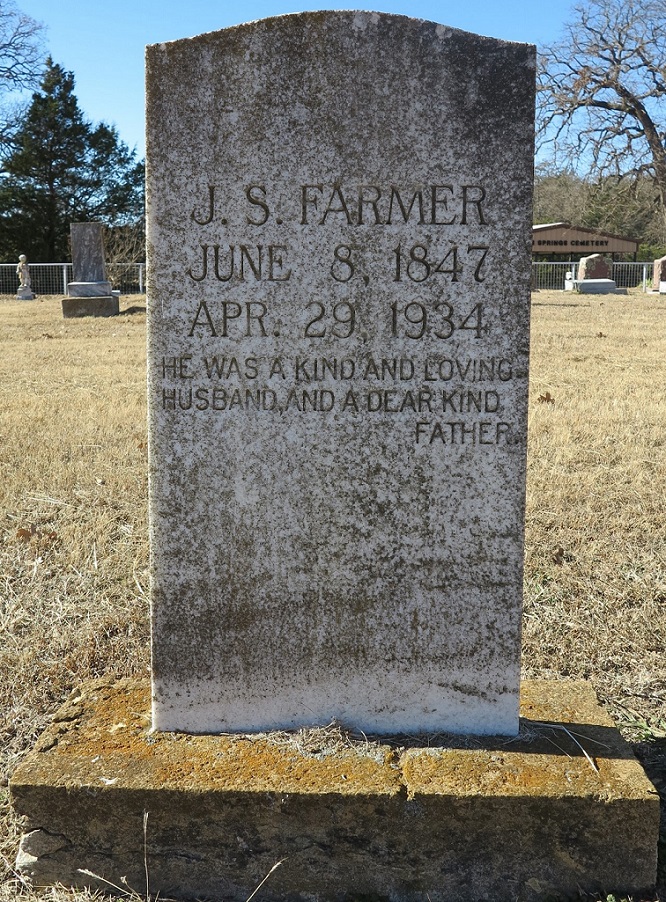 J. S. FARMER
JUNE 8, 1847
APR. 29, 1934
HE WAS A KIND AND LOVING
HUSBAND, AND A DEAR KIND
FATHER.
SPRINGS CEMETERY